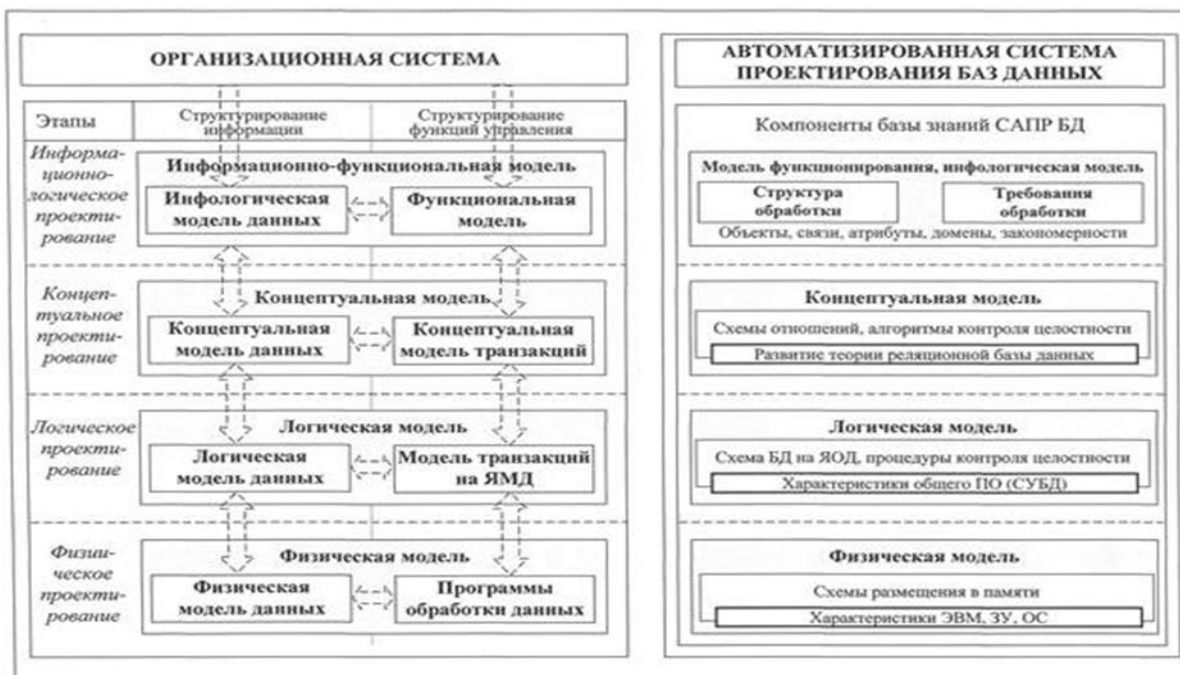 ОРГАНИЗАЦИОННАЯ СИСТЕМА
Этапы
Структурирование
информации
Структурирование
функций управления
Информа-
ционно-
логическое
проекти-
рование
Информационно-функциональная модель
Инфологическая
модель данных
Функциональная
модель
Концеп-
туальное
проекти-
рование
Концептуальная модель
Концептуальная
модель данных
Концептуальная
модель транзакций
Логическое
проекти-
рование
Логическая модель
Логическая
модель данных
Модель транзакций
на ЯМД
Физии-
ческое
проекти-
рование
Физическая модель
Физическая
модель данных
Программы
обработки данных
АВТОМАТИЗИРОВАННАЯ СИСТЕМА
ПРОЕКТИРОВАНИЯ БАЗ ДАННЫХ
Компоненты базы знаний САПР БД
Модель функционирования, инфологическая модель
Структура
обработки
Требования
обработки
Объекты, связи, атрибуты, домены, закономерности
Концептуальная модель
Схемы отношений, алгоритмы контроля целостности
Развитие теории реляционной базы данных
Логическая модель
Схема БД на ЯОД, процедуры контроля целостности
Характеристики общего ПО (СУБД)
Физическая модель
Схемы размещения в памяти
Характеристики ЭВМ, ЗУ, ОС